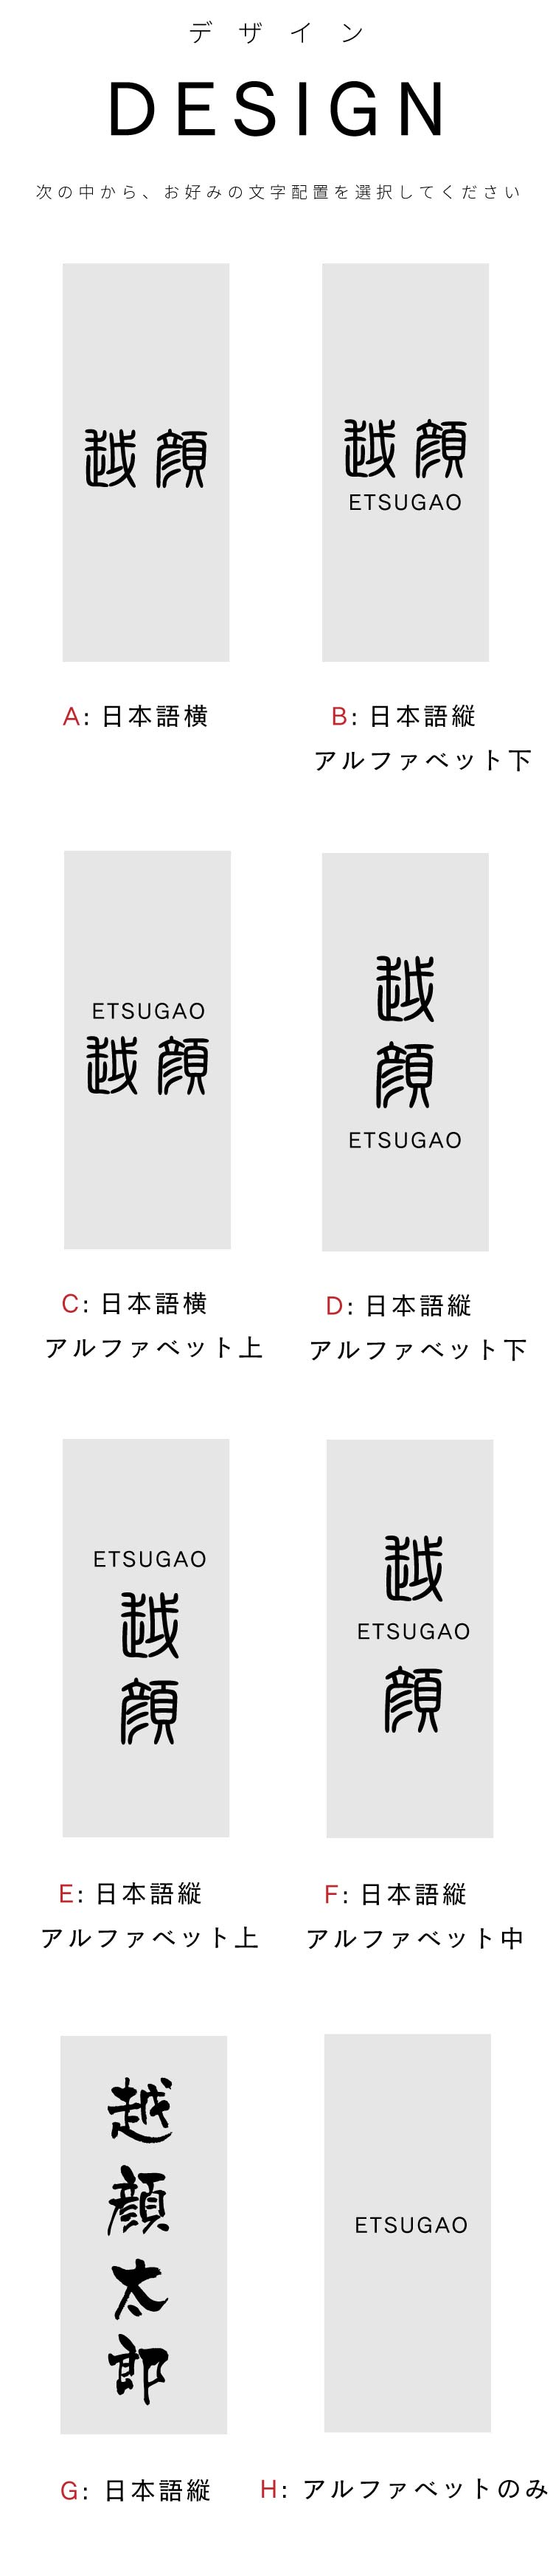 デザイン
DESIGN
次の中から、お好みの文字配置を選択してください
越顔
A: 日本語横
越顔
ETSUGAO
B: 日本語縦
アルファベット下
ETSUGAO
越顔
C: 日本語横
アルファベット上
越
顔
ETSUGAO
D: 日本語縦
アルファベット下
ETSUGAO
越
顔
E: 日本語縦
アルファベット上
越
ETSUGAO
顔
F: 日本語縦
アルファベット中
越
顔
太
郎
G: 日本語縦
ETSUGAO
H: アルファベットのみ